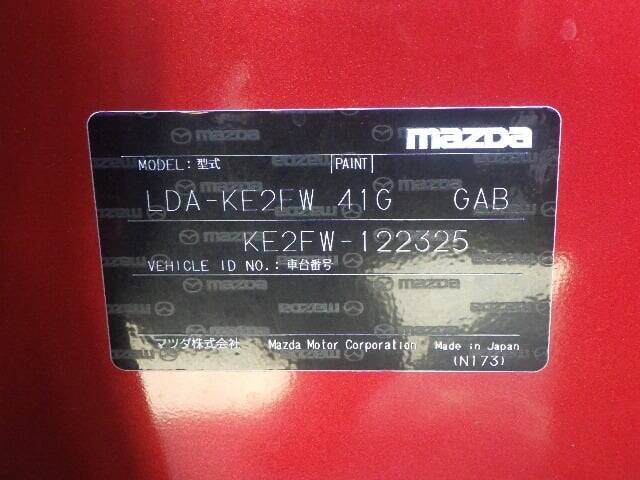 mazda
MODEL: 型式 PAINT
LDA-KE2FW 41G GAB
KE2FW-122325
VEHICLE ID NO.: 車台番号
マツダ株式会社 Mazda Motor Corporation Made in Japan
(N173)